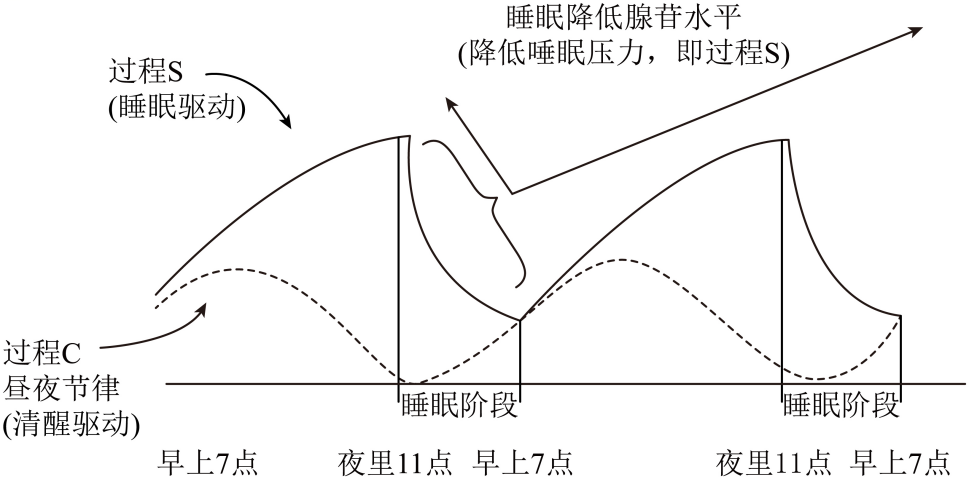 睡眠降低腺苷水平
(降低唾眠压力，即过程S)
过程S
(睡眠驱动)
过程C
昼夜节律
(清醒驱动)
睡眠阶段
睡眠阶段
早上7点
夜里11点
早上7点
夜里11点
早上7点